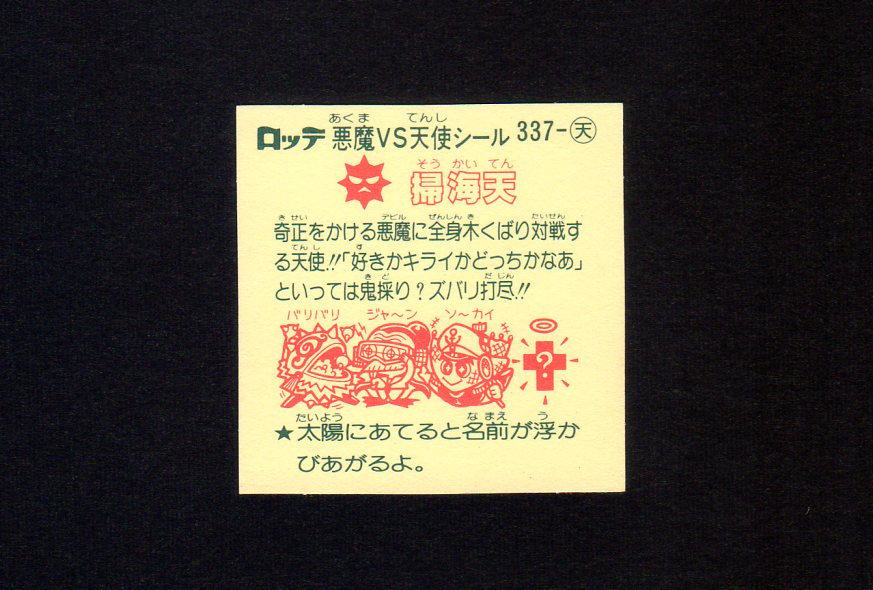 あくま てんし
ロッテ 悪魔VS天使シール 337-天
そう かい てん
掃海天
き せい デビル ぜんしん き たいせん
奇正をかける悪魔に全身木くばり対戦す
てん し す
る天使!!「好きかキライかどっちかなあ」
き ど だ じん
といっては鬼採り?ズバリ打尽!!
バリバリ ジャ〜ン ソ〜カイ
?
たいよう な まえ う
★太陽にあてると名前が浮か
びあがるよ。